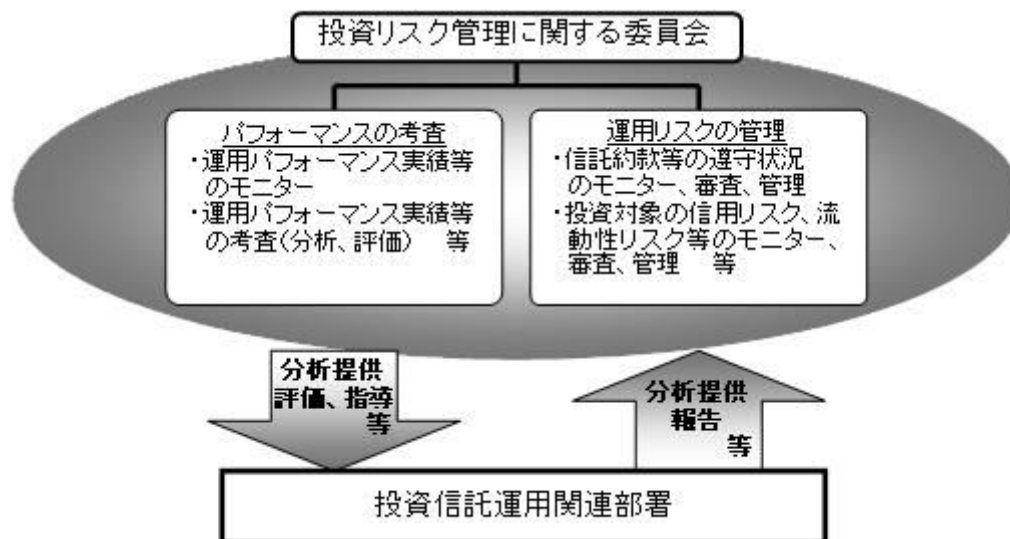 投資リスク管理に関する委員会
パフォーマンスの考査
・運用パフォーマンス実績等
のモニター
・運用パフォーマンス実績等
の考査(分析、評価) 等
運用リスクの管理
・信託約款等の遵守状況
のモニター、審査、管理
・投資対象の信用リスク、流
動性リスク等のモニター、
審査、管理 等
分析提供
評価、指導
等
分析提供
報告
等
投資信託運用関連部署